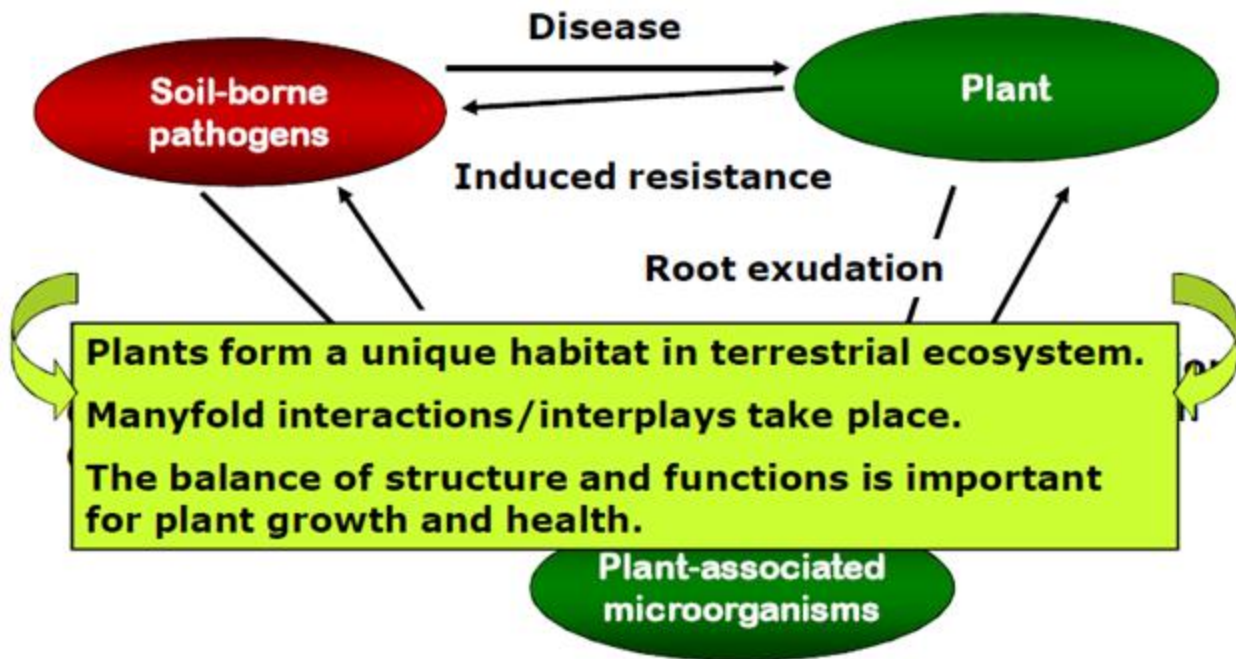 Disease
Soil-borne
pathogens
Plant
Induced resistance
Root exudation
Plants form a unique habitat in terrestrial ecosystem.
Manyfold interactions/interplays take place.
The balance of structure and functions is important
for plant growth and health.
Plant-associated
microorganisms